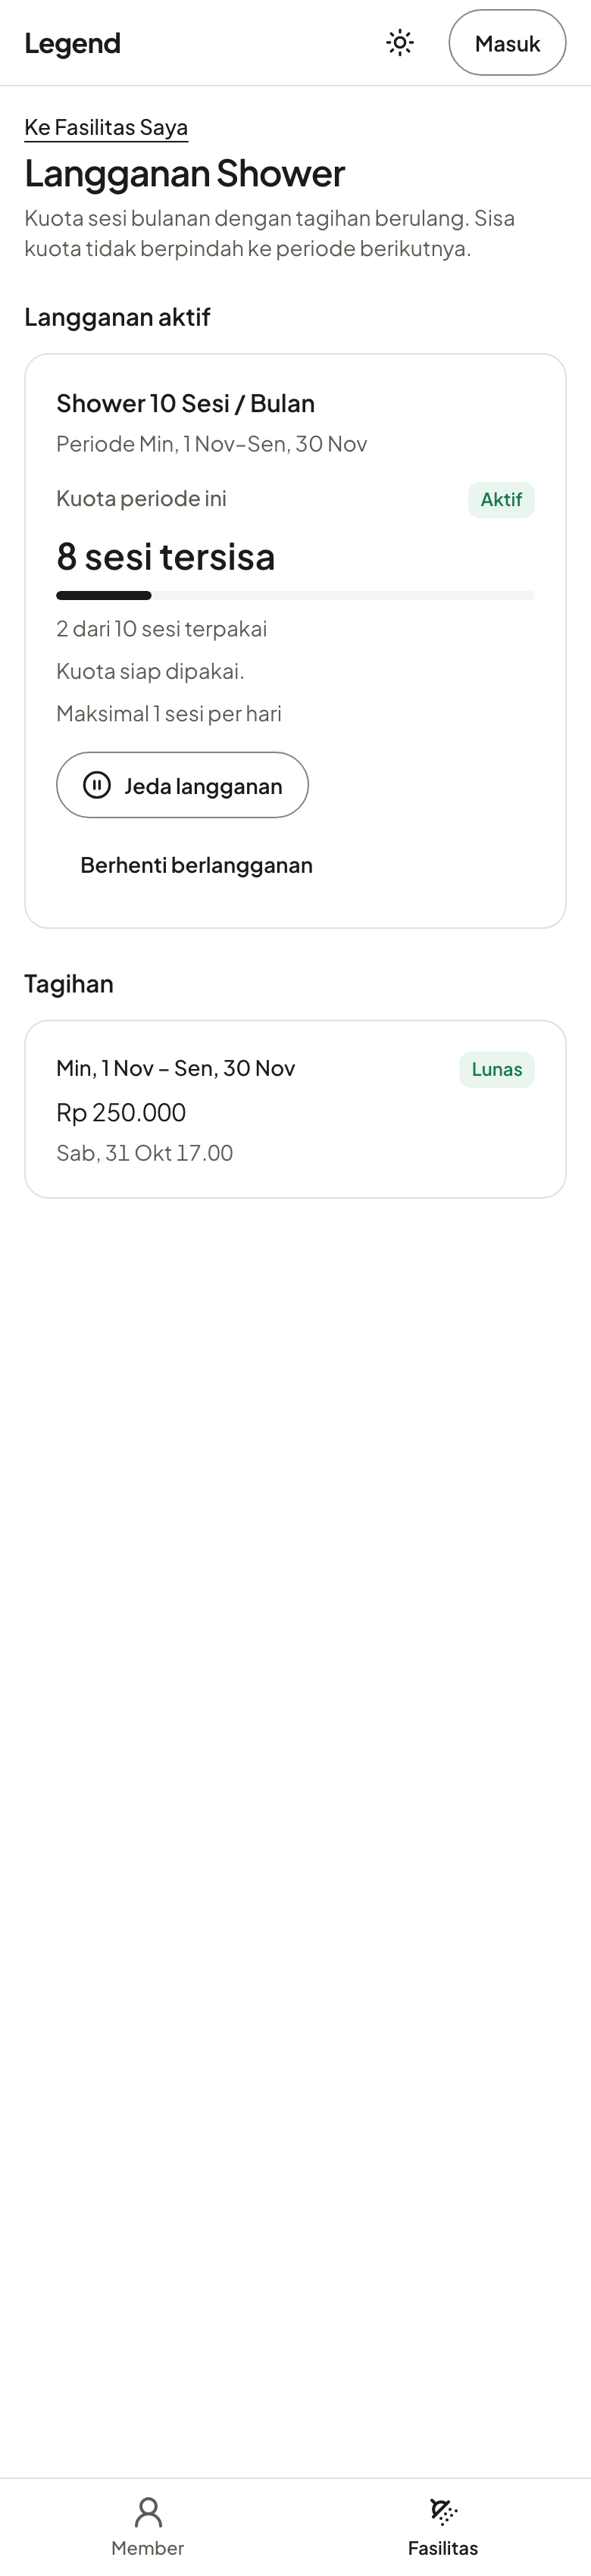 Legend
Masuk
Ke Fasilitas Saya
Langganan Shower
Kuota sesi bulanan dengan tagihan berulang. Sisa
kuota tidak berpindah ke periode berikutnya.
Langganan aktif
Shower 10 Sesi / Bulan
Periode Min, 1 Nov–Sen, 30 Nov
Kuota periode ini
Aktif
8 sesi tersisa
2 dari 10 sesi terpakai
Kuota siap dipakai.
Maksimal 1 sesi per hari
Jeda langganan
Berhenti berlangganan
Tagihan
Min, 1 Nov – Sen, 30 Nov
Lunas
Rp 250.000
Sab, 31 Okt 17.00
Member
Fasilitas